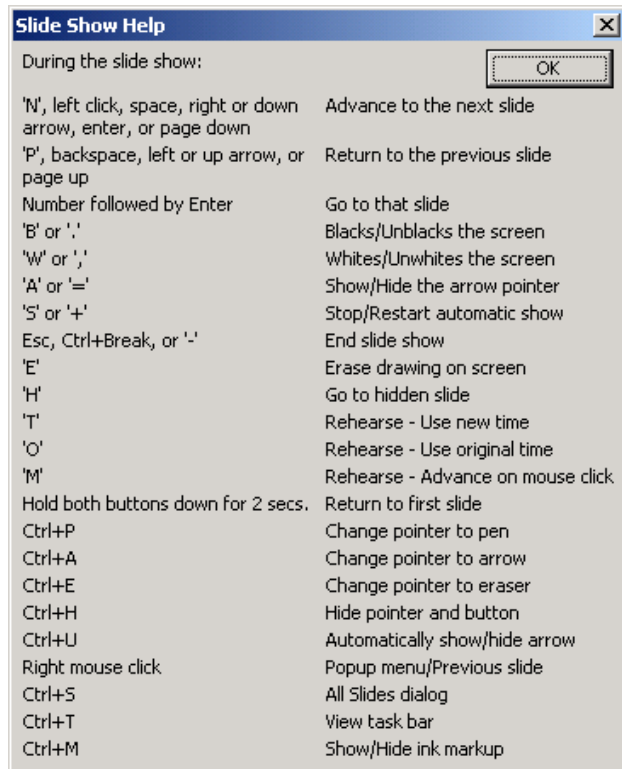 Slide Show Help
During the slide show:
OK
'N', left click, space, right or down Advance to the next slide
arrow, enter, or page down
'P', backspace, left or up arrow, or Return to the previous slide
page up
Number followed by Enter Go to that slide
'B' or '.' Blacks/Unblacks the screen
'W' or ',' Whites/Unwhites the screen
'A' or '=' Show/Hide the arrow pointer
'S' or '+' Stop/Restart automatic show
Esc, Ctrl+Break, or '-' End slide show
'E' Erase drawing on screen
'H' Go to hidden slide
'T' Rehearse - Use new time
'O' Rehearse - Use original time
'M' Rehearse - Advance on mouse click
Hold both buttons down for 2 secs. Return to first slide
Ctrl+P Change pointer to pen
Ctrl+A Change pointer to arrow
Ctrl+E Change pointer to eraser
Ctrl+H Hide pointer and button
Ctrl+U Automatically show/hide arrow
Right mouse click Popup menu/Previous slide
Ctrl+S All Slides dialog
Ctrl+T View task bar
Ctrl+M Show/Hide ink markup